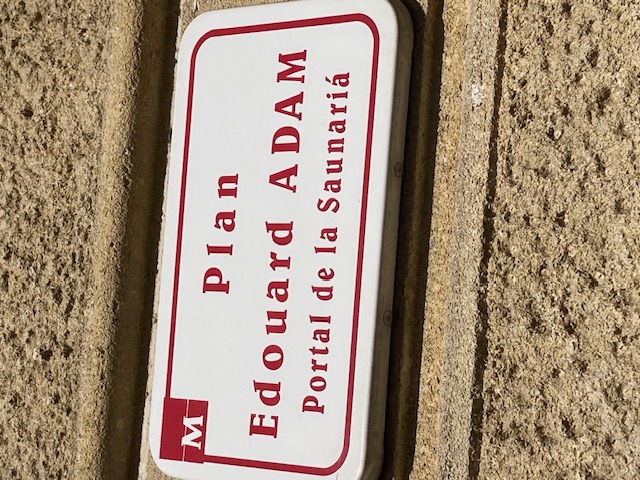 M
Plan
Edouard ADAM
Portal de la Saunariá